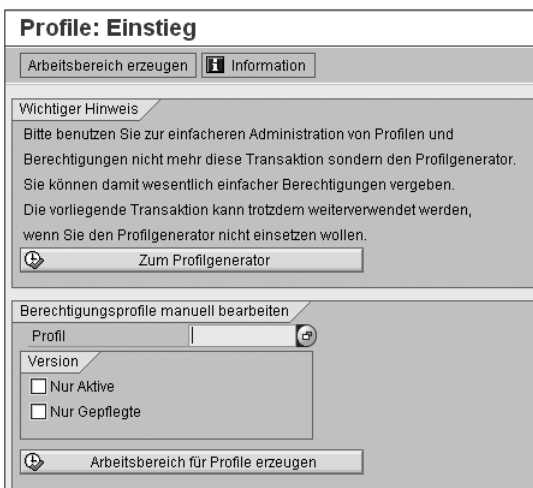 Profile: Einstieg
Arbeitsbereich erzeugen Information
Wichtiger Hinweis
Bitte benutzen Sie zur einfacheren Administration von Profilen und
Berechtigungen nicht mehr diese Transaktion sondern den Profilgenerator.
Sie können damit wesentlich einfacher Berechtigungen vergeben.
Die vorliegende Transaktion kann trotzdem weiterverwendet werden,
wenn Sie den Profilgenerator nicht einsetzen wollen.
Zum Profilgenerator
Berechtigungsprofile manuell bearbeiten
Profil
Version
Nur Aktive
Nur Gepflegte
Arbeitsbereich für Profile erzeugen